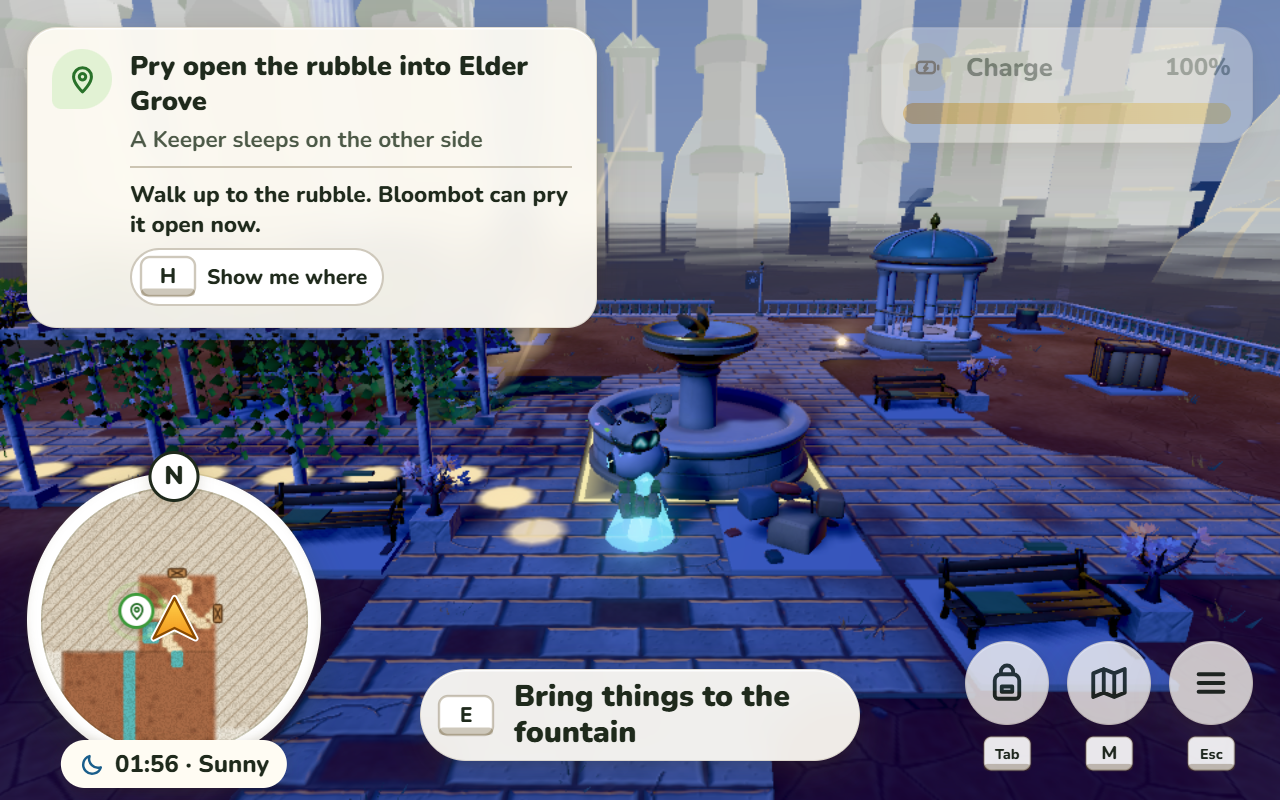 Pry open the rubble into Elder
Grove
A Keeper sleeps on the other side
Walk up to the rubble. Bloombot can pry
it open now.
H Show me where
Charge 100%
N
01:56 · Sunny
E Bring things to the
fountain
Tab
M
Esc